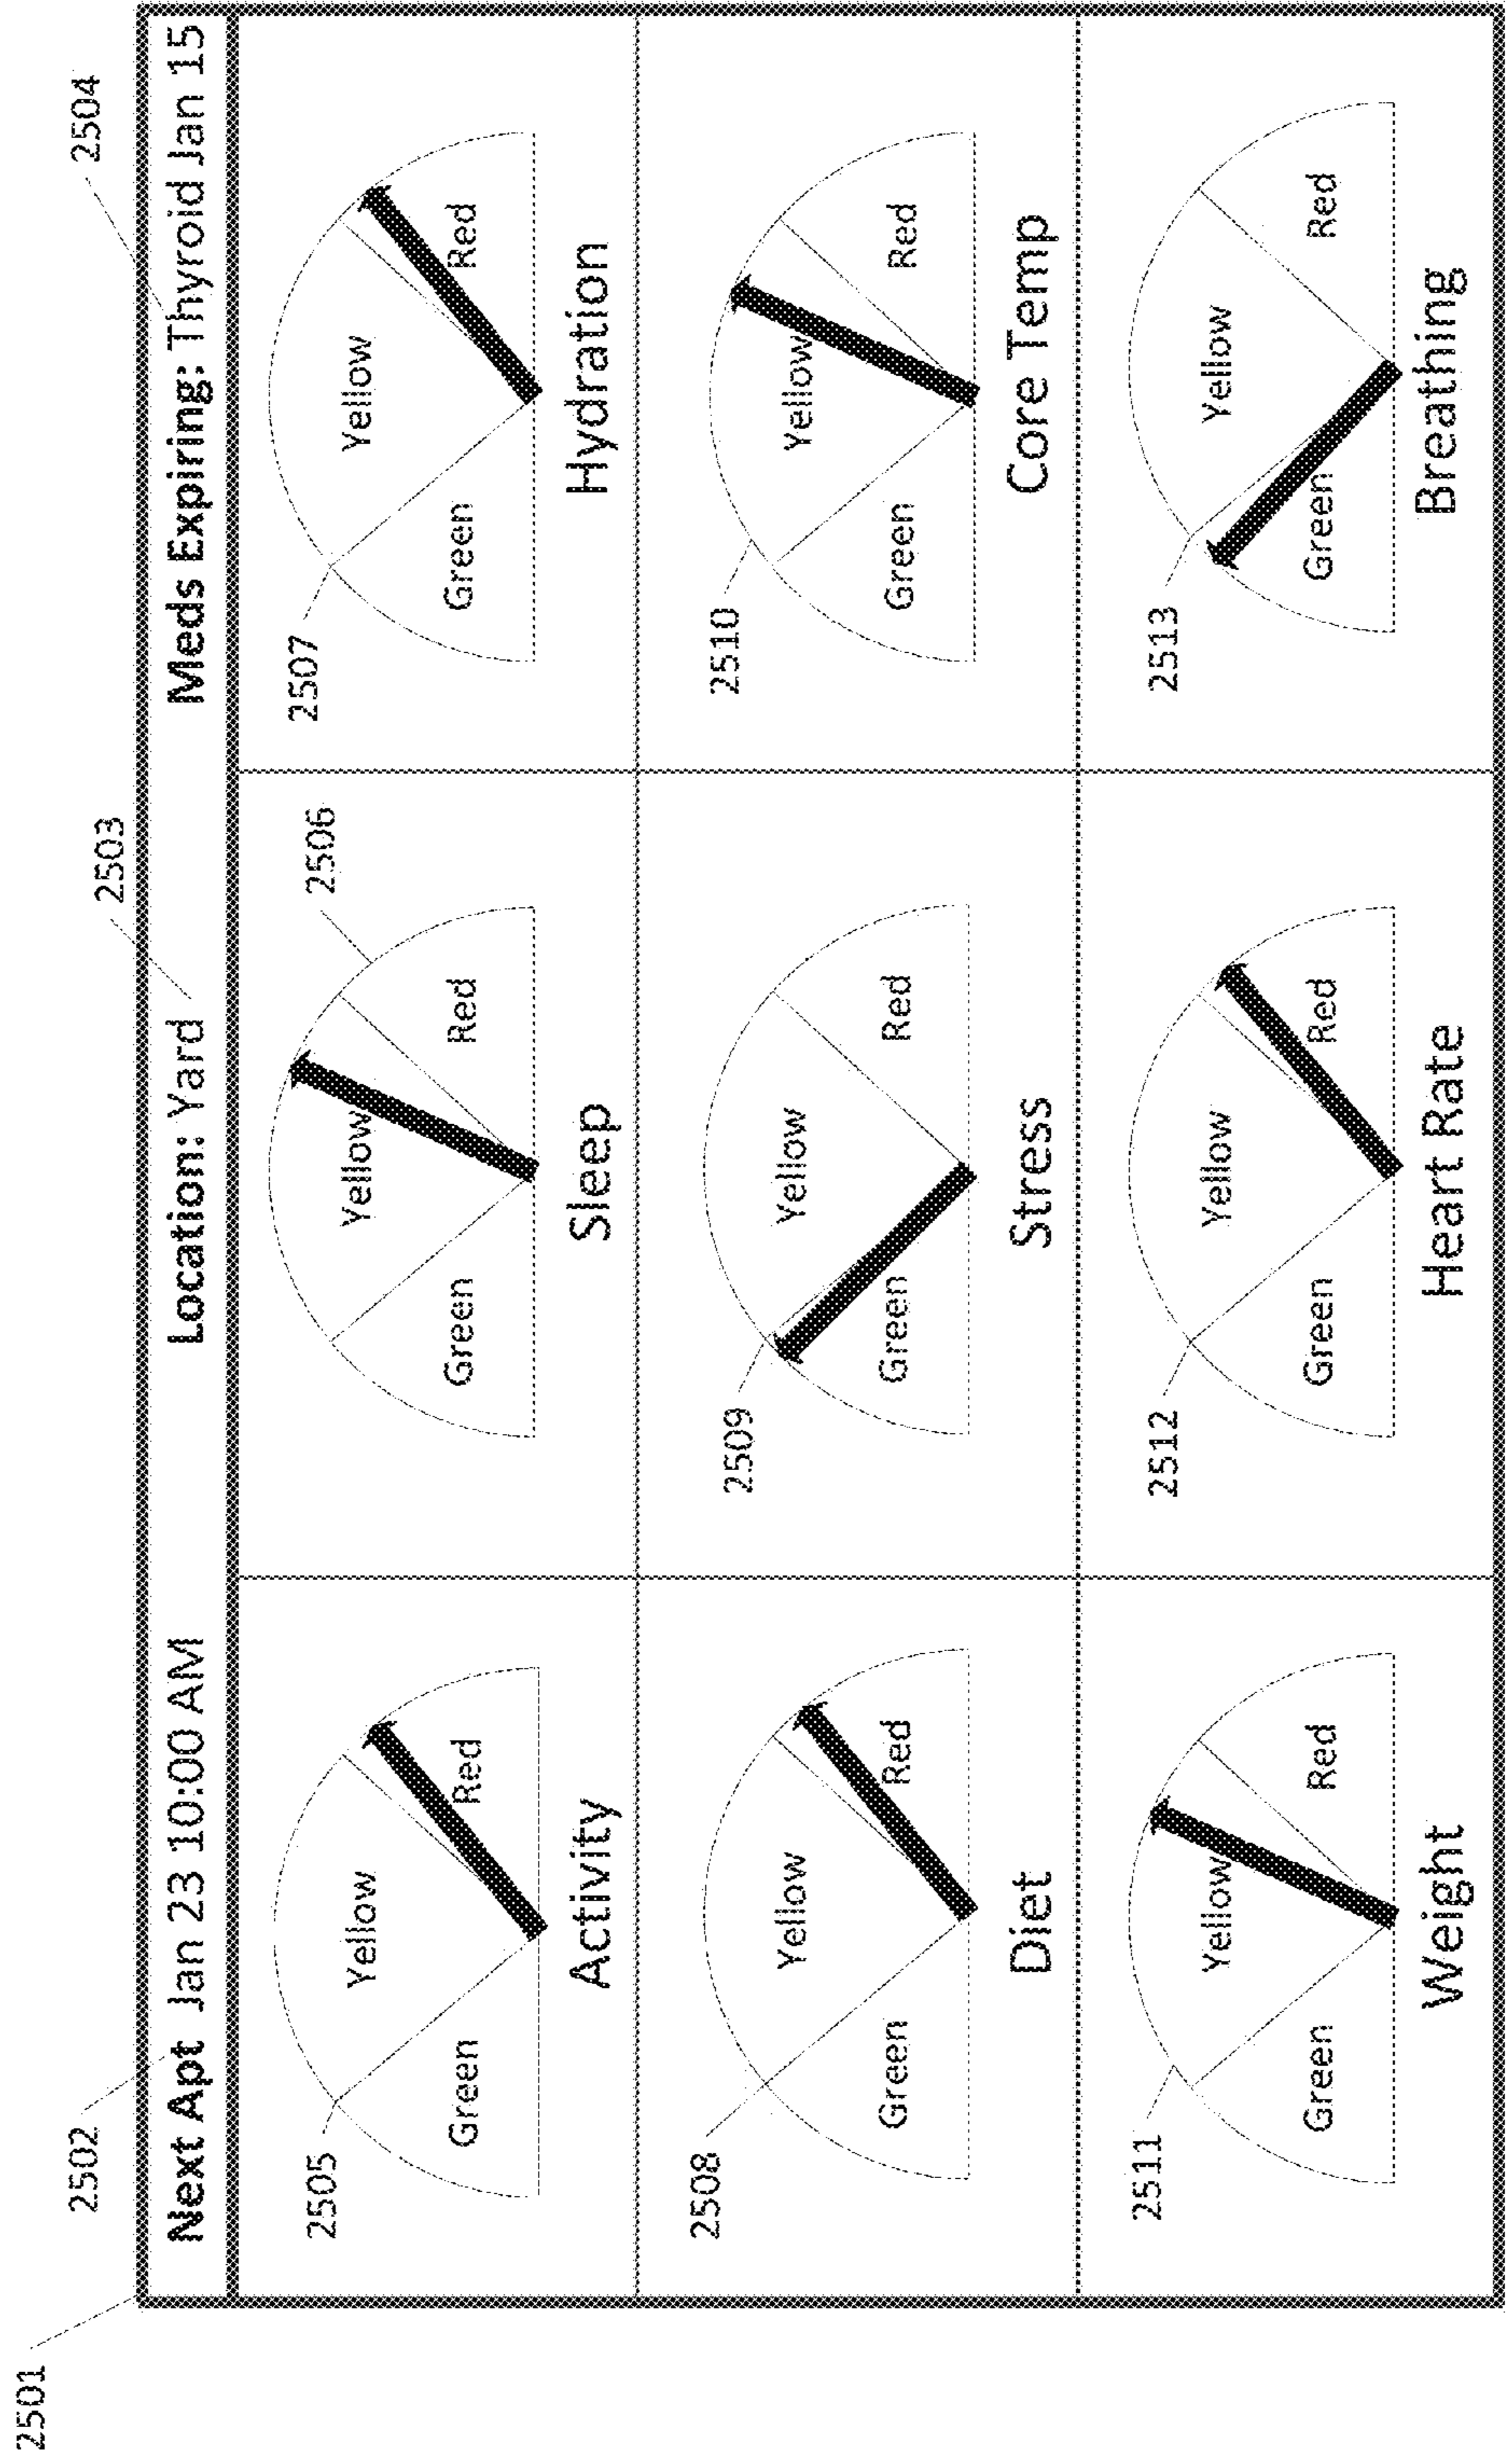 2501
2502
2503
2504
Next Apt Jan 23 10:00 AM
Location: Yard
Meds Expiring: Thyroid Jan 15
2505
Green
Yellow
Red
Activity
2506
Green
Yellow
Red
Sleep
2507
Green
Yellow
Red
Hydration
2508
Green
Yellow
Red
Diet
2509
Green
Yellow
Red
Stress
2510
Green
Yellow
Red
Core Temp
2511
Green
Yellow
Red
Weight
2512
Green
Yellow
Red
Heart Rate
2513
Green
Yellow
Red
Breathing